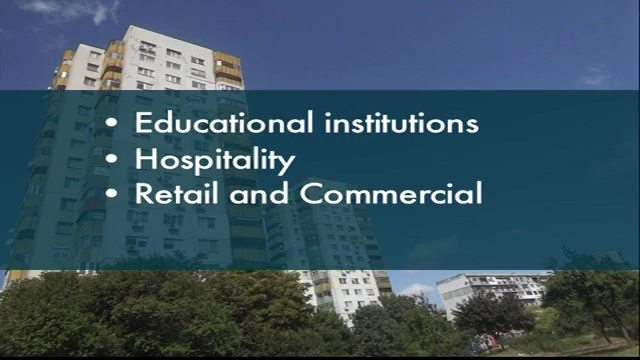 • Educational institutions
• Hospitality
• Retail and Commercial